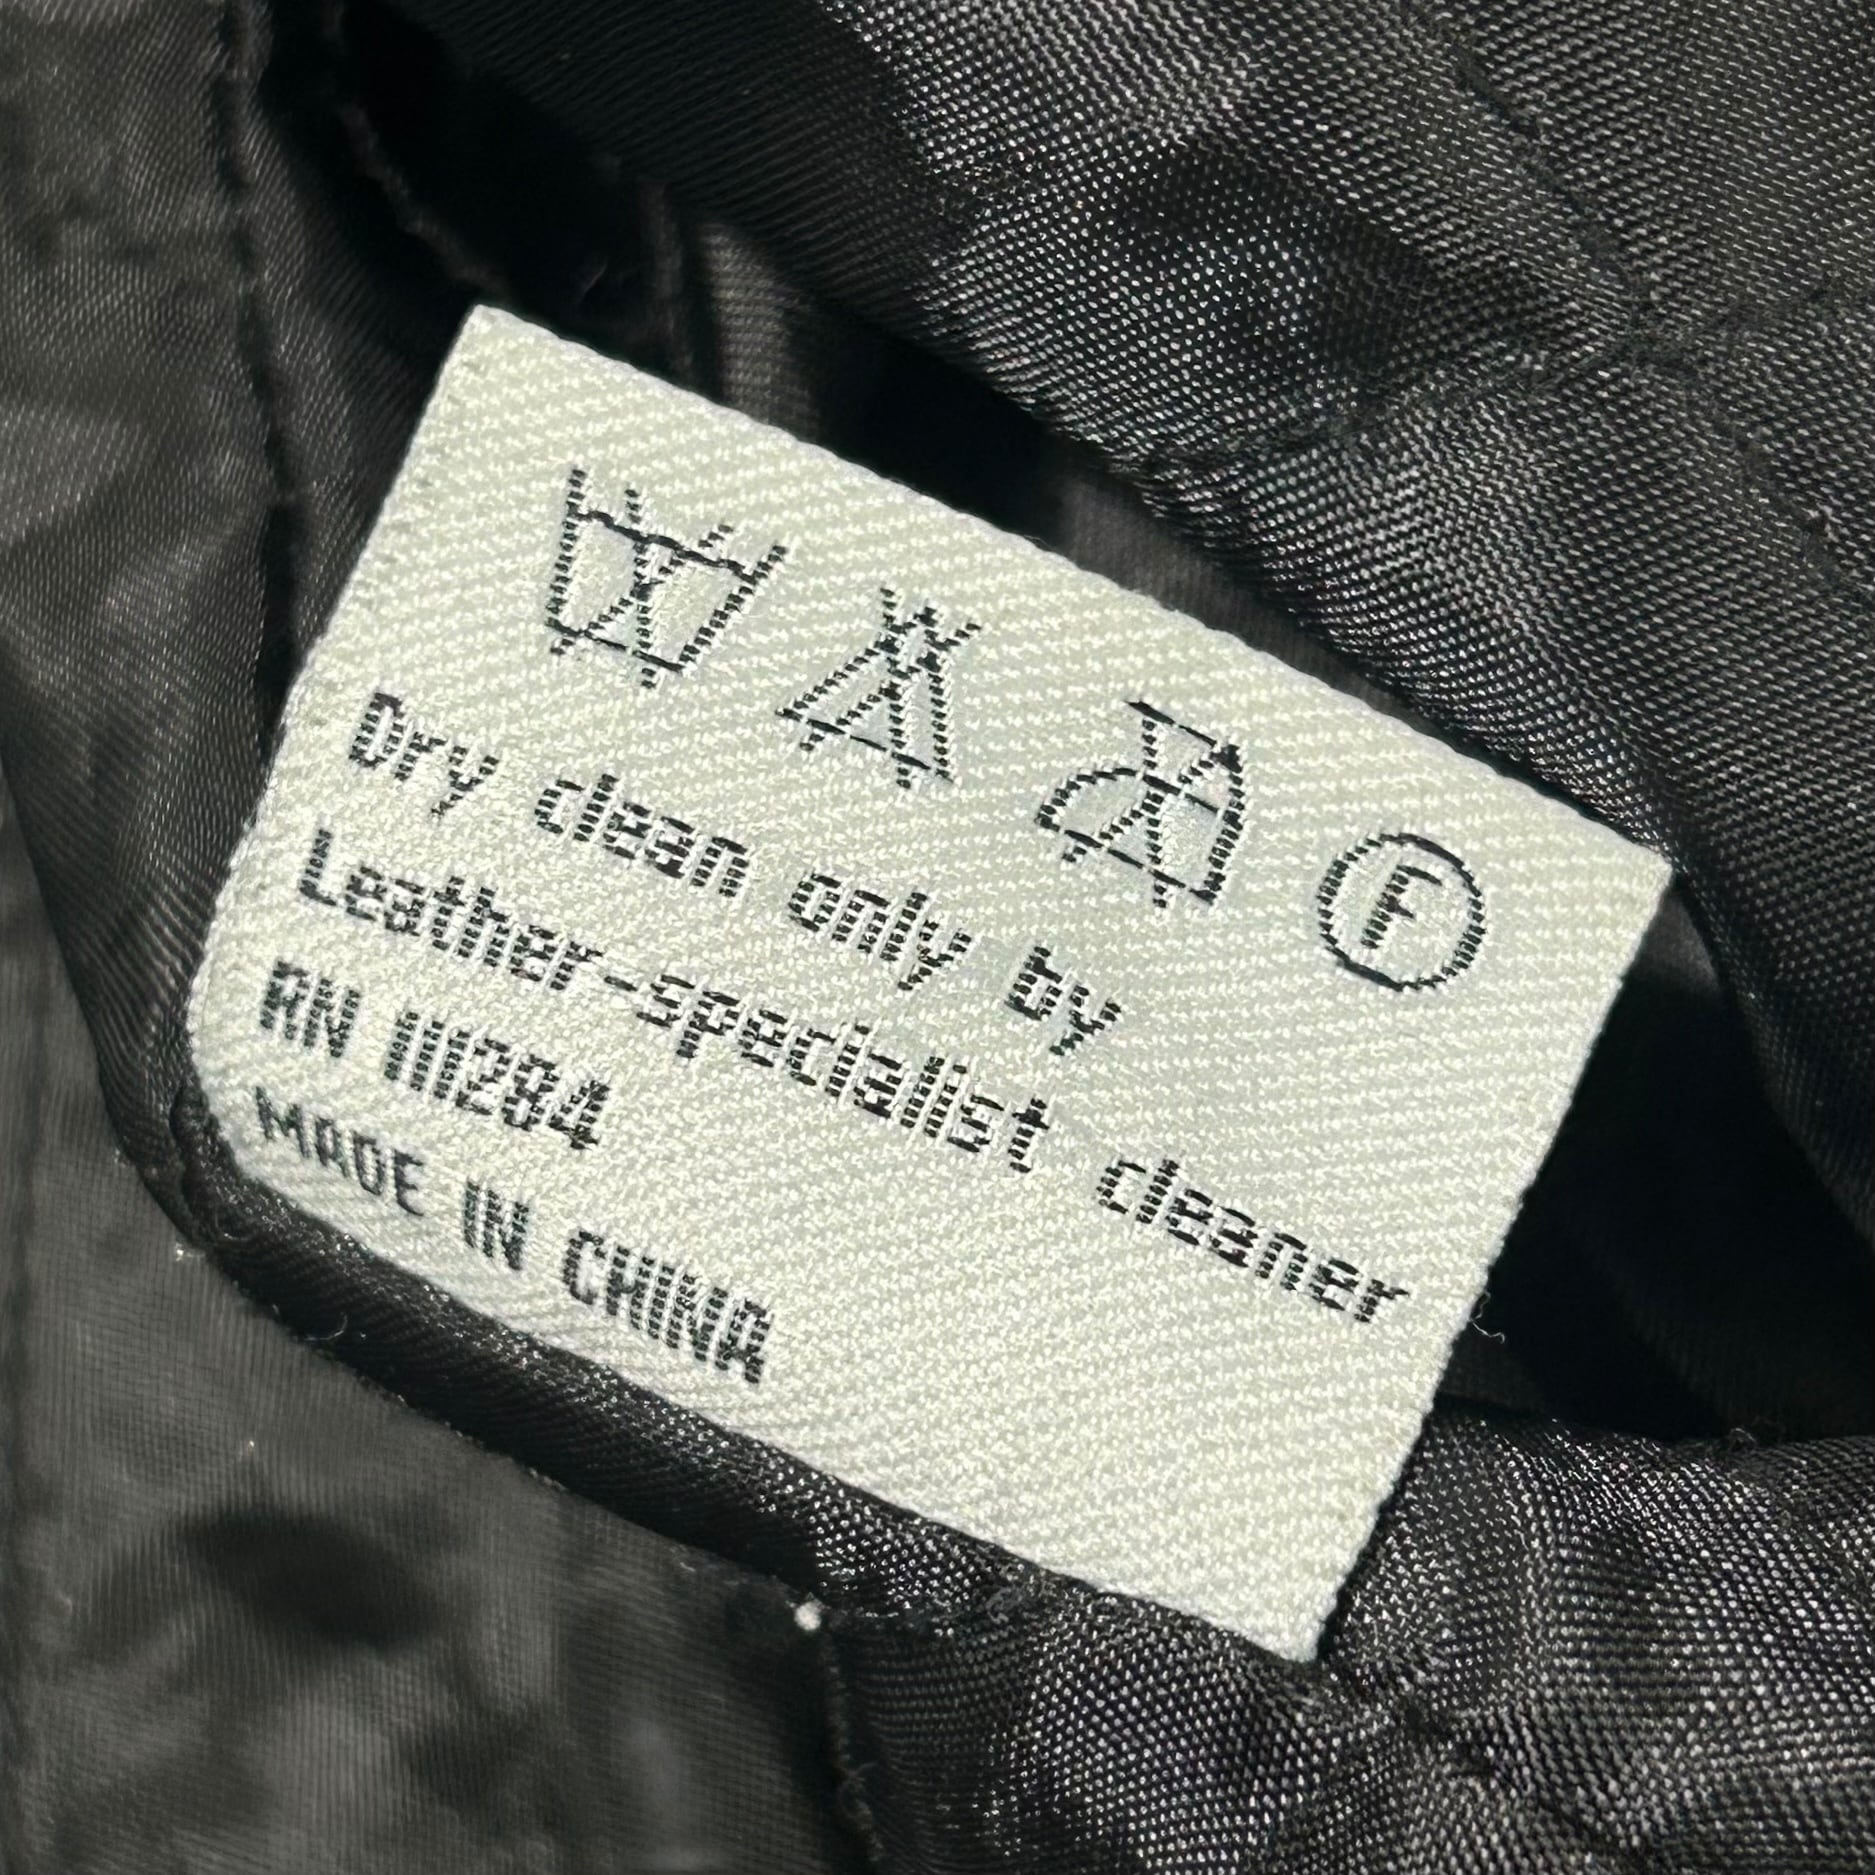 F
Dry clean only by
Leather-specialist cleaner
RN 111284
MADE IN CHINA